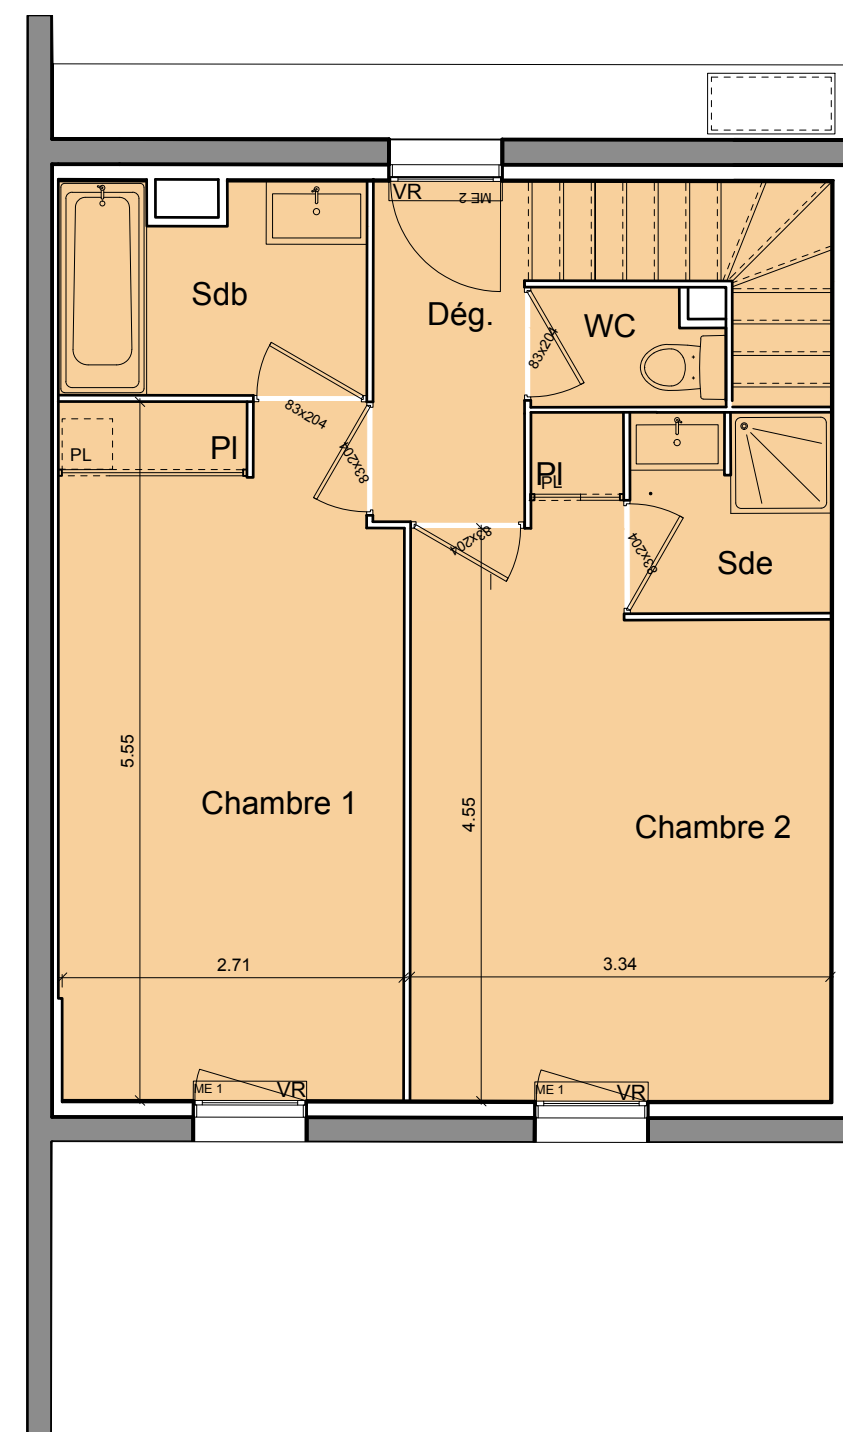 VR
ME 2
Sdb
Dég.
WC
83x204
83x204
83x204
Pl
PL
Pl
PL
83x204
83x204
Sde
5.55
4.55
Chambre 1
Chambre 2
2.71
3.34
ME 1
VR
ME 1
VR